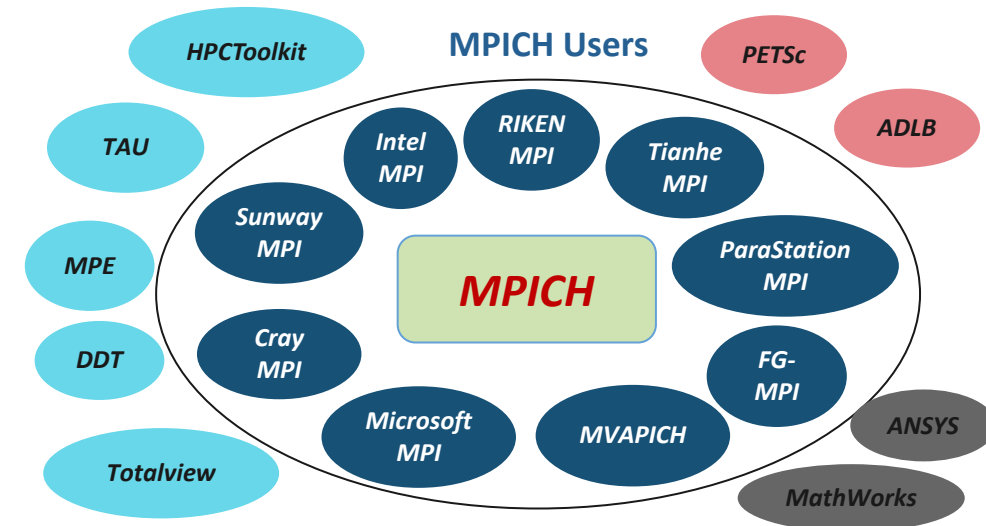 MPICH Users
HPCToolkit
PETSc
ADLB
TAU
Intel
MPI
RIKEN
MPI
Tianhe
MPI
Sunway
MPI
ParaStation
MPI
MPE
MPICH
DDT
Cray
MPI
FG-
MPI
Microsoft
MPI
MVAPICH
ANSYS
Totalview
MathWorks